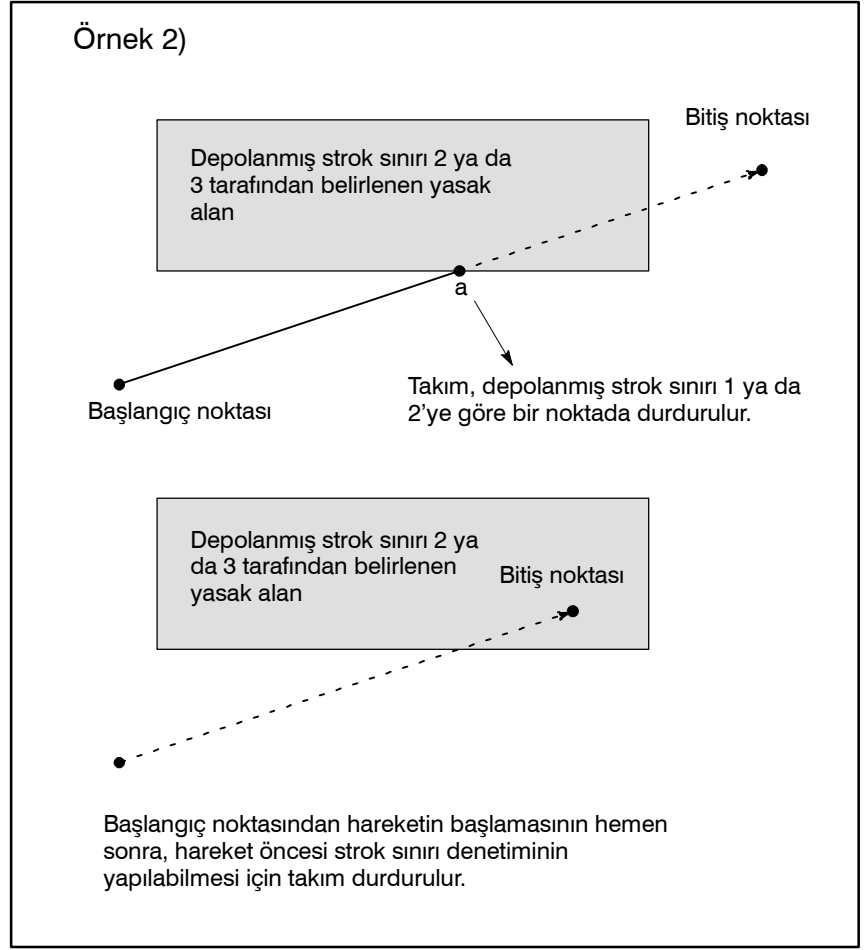 Örnek 2)
Bitiş noktası
Depolanmış strok sınırı 2 ya da
3 tarafından belirlenen yasak
alan
a
Başlangıç noktası
Takım, depolanmış strok sınırı 1 ya da
2’ye göre bir noktada durdurulur.
Depolanmış strok sınırı 2 ya
da 3 tarafından belirlenen
yasak alan
Bitiş noktası
Başlangıç noktasından hareketin başlamasının hemen
sonra, hareket öncesi strok sınırı denetiminin
yapılabilmesi için takım durdurulur.